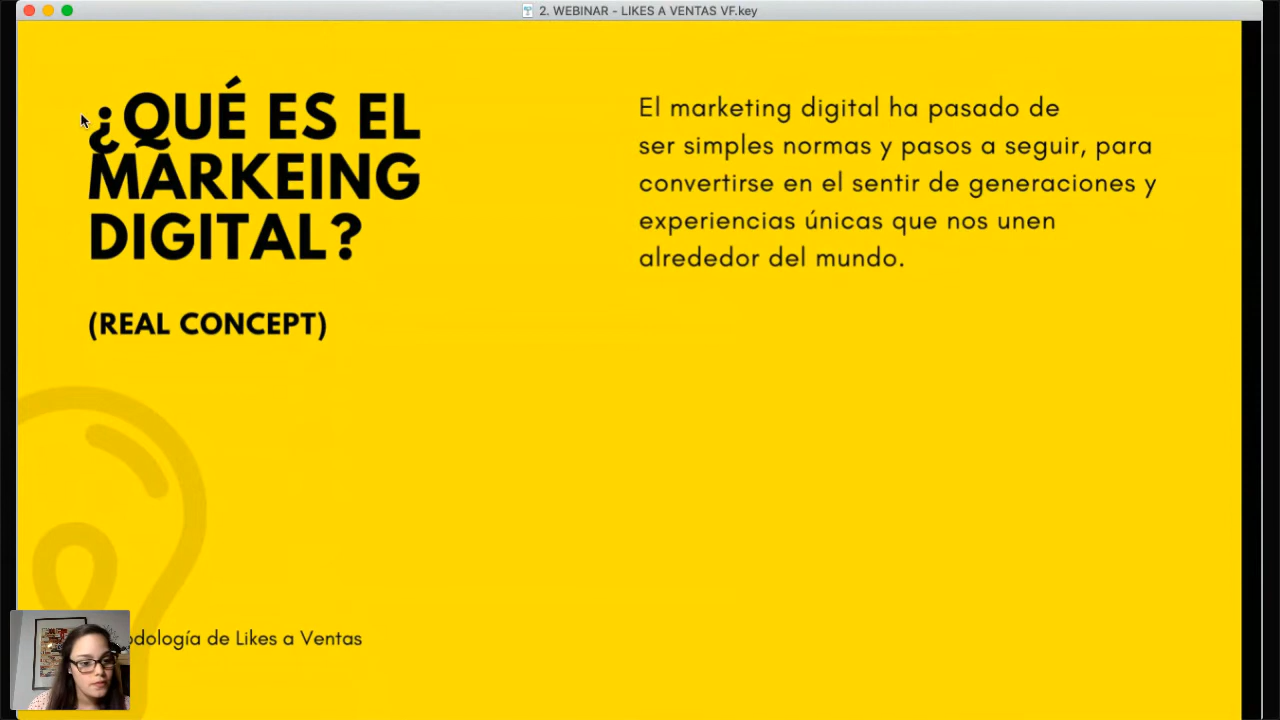 2. WEBINAR - LIKES A VENTAS VF.key
¿QUÉ ES EL
MARKEING
DIGITAL?
(REAL CONCEPT)
El marketing digital ha pasado de
ser simples normas y pasos a seguir, para
convertirse en el sentir de generaciones y
experiencias únicas que nos unen
alrededor del mundo.
de Likes a Ventas